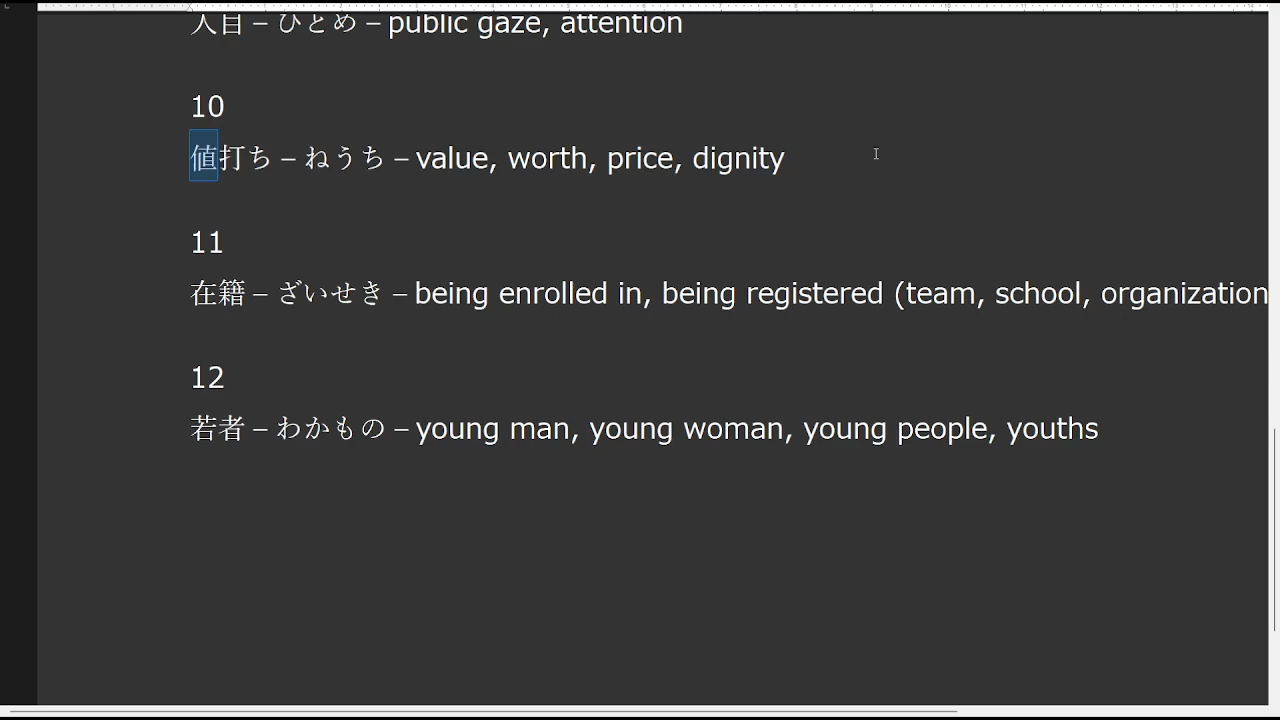 人目 – ひとめ – public gaze, attention
10
値打ち – ねうち – value, worth, price, dignity
11
在籍 – ざいせき – being enrolled in, being registered (team, school, organization
12
若者 – わかもの – young man, young woman, young people, youths